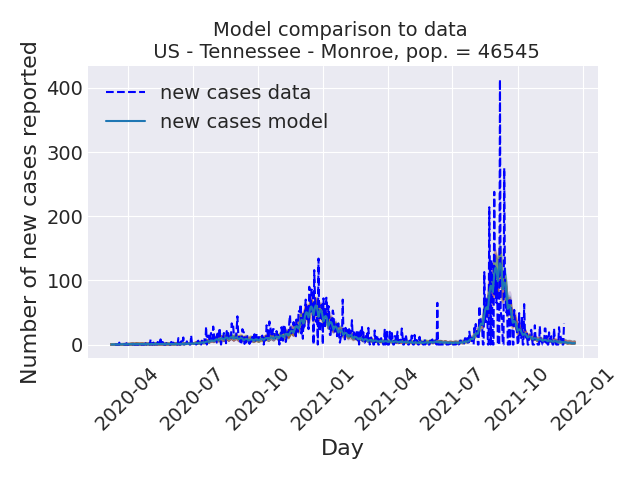 Model comparison to data
US - Tennessee - Monroe, pop. = 46545
Number of new cases reported
400
300
200
100
0
new cases data
new cases model
2020-04
2020-07
2020-10
2021-01
2021-04
2021-07
2021-10
2022-01
Day